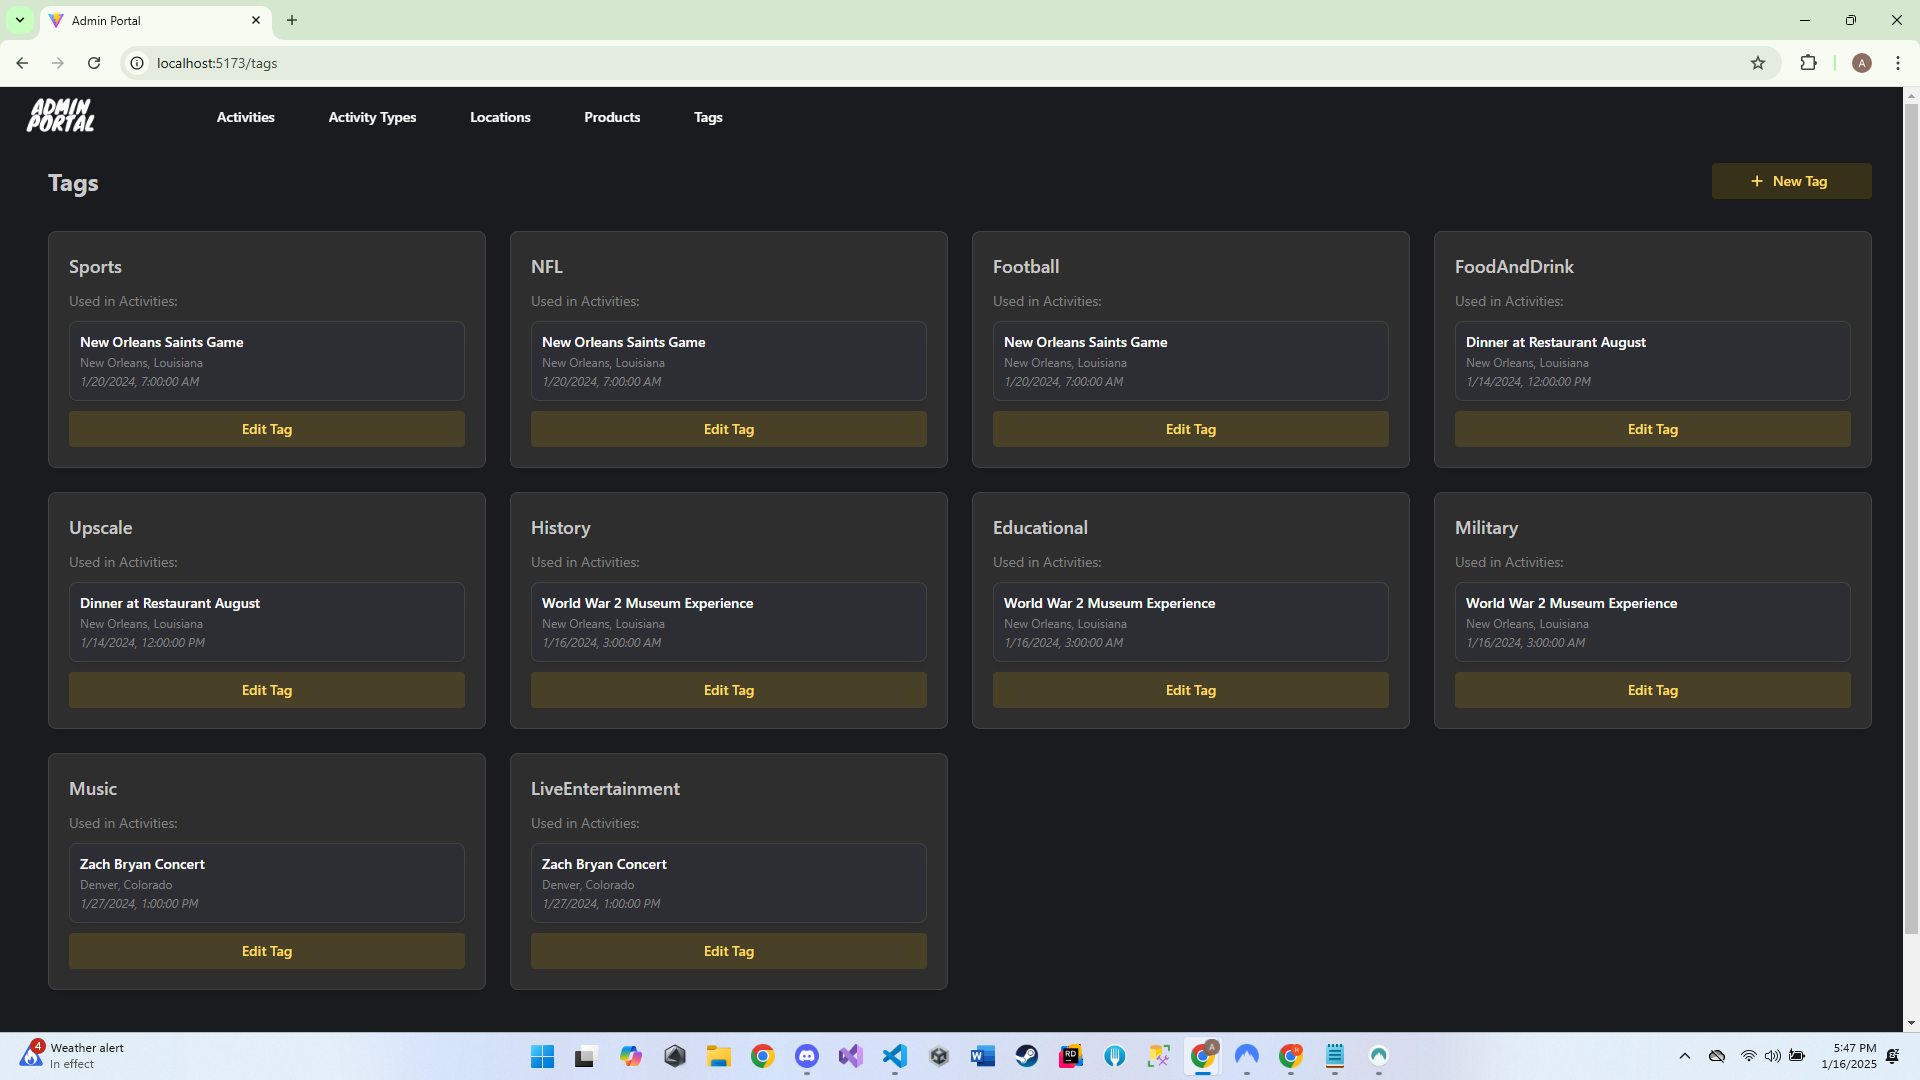 Admin Portal
localhost:5173/tags
A
ADMIN
PORTAL
Activities
Activity Types
Locations
Products
Tags
Tags
+ New Tag
Sports
Used in Activities:
New Orleans Saints Game
New Orleans, Louisiana
1/20/2024, 7:00:00 AM
Edit Tag
NFL
Used in Activities:
New Orleans Saints Game
New Orleans, Louisiana
1/20/2024, 7:00:00 AM
Edit Tag
Football
Used in Activities:
New Orleans Saints Game
New Orleans, Louisiana
1/20/2024, 7:00:00 AM
Edit Tag
FoodAndDrink
Used in Activities:
Dinner at Restaurant August
New Orleans, Louisiana
1/14/2024, 12:00:00 PM
Edit Tag
Upscale
Used in Activities:
Dinner at Restaurant August
New Orleans, Louisiana
1/14/2024, 12:00:00 PM
Edit Tag
History
Used in Activities:
World War 2 Museum Experience
New Orleans, Louisiana
1/16/2024, 3:00:00 AM
Edit Tag
Educational
Used in Activities:
World War 2 Museum Experience
New Orleans, Louisiana
1/16/2024, 3:00:00 AM
Edit Tag
Military
Used in Activities:
World War 2 Museum Experience
New Orleans, Louisiana
1/16/2024, 3:00:00 AM
Edit Tag
Music
Used in Activities:
Zach Bryan Concert
Denver, Colorado
1/27/2024, 1:00:00 PM
Edit Tag
LiveEntertainment
Used in Activities:
Zach Bryan Concert
Denver, Colorado
1/27/2024, 1:00:00 PM
Edit Tag
4
Weather alert
In effect
W
RD
A
5:47 PM
1/16/2025